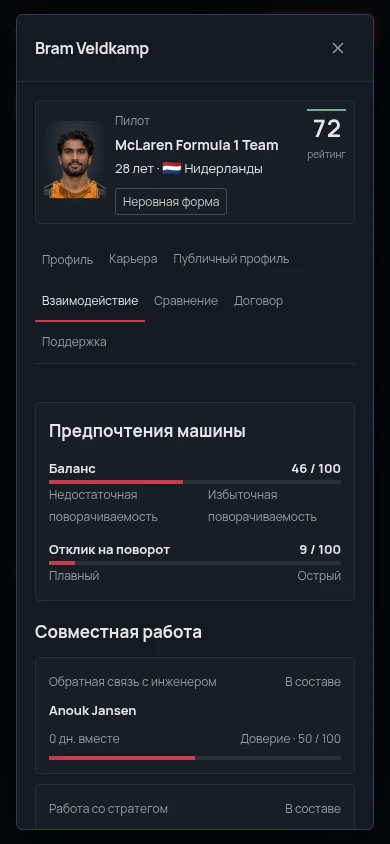 Bram Veldkamp
Пилот
McLaren Formula 1 Team
28 лет · Нидерланды
Неровная форма
72
рейтинг
Профиль Карьера Публичный профиль
Взаимодействие Сравнение Договор
Поддержка
Предпочтения машины
Баланс 46 / 100
Недостаточная поворачиваемость
Избыточная поворачиваемость
Отклик на поворот 9 / 100
Плавный Острый
Совместная работа
Обратная связь с инженером В составе
Anouk Jansen
0 дн. вместе Доверие · 50 / 100
Работа со стратегом В составе